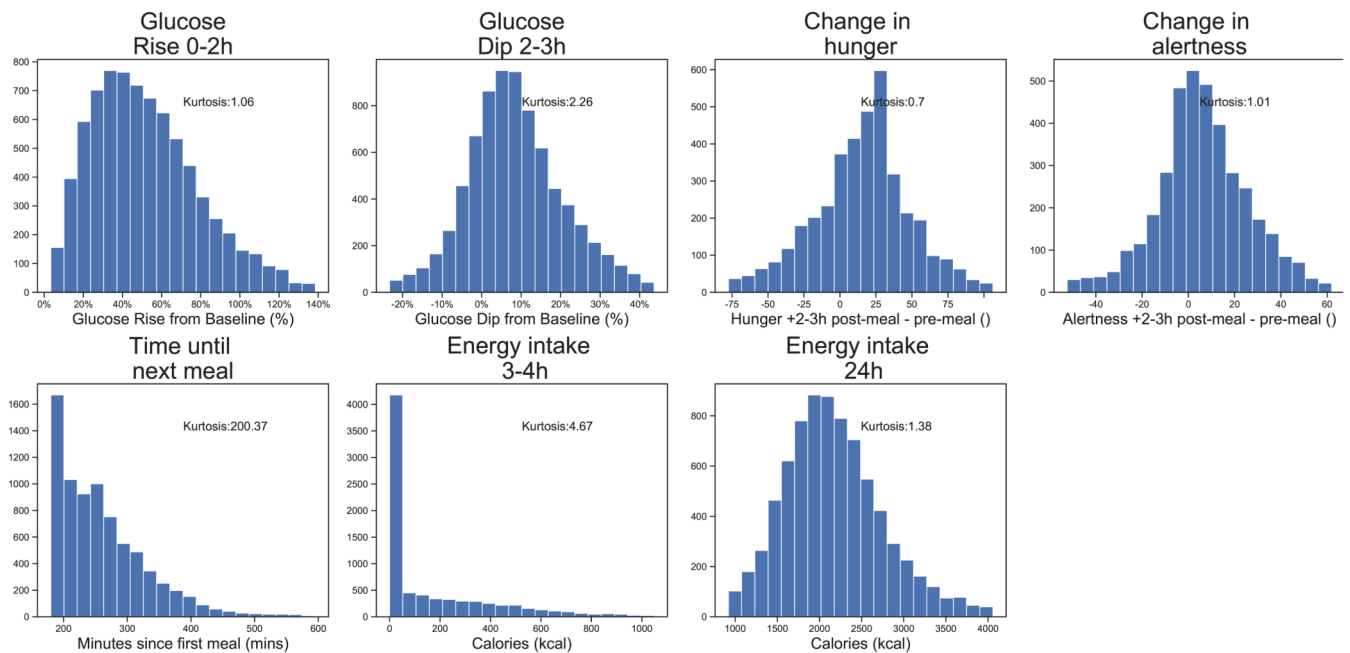 Glucose
Rise 0-2h
800
700
600
500
400
300
200
100
0
Kurtosis:1.06
0% 20% 40% 60% 80% 100% 120% 140%
Glucose Rise from Baseline (%)
Glucose
Dip 2-3h
800
600
400
200
0
Kurtosis:2.26
-20% -10% 0% 10% 20% 30% 40%
Glucose Dip from Baseline (%)
Change in
hunger
600
500
400
300
200
100
0
Kurtosis:0.7
-75 -50 -25 0 25 50 75
Hunger +2-3h post-meal - pre-meal ()
Change in
alertness
500
400
300
200
100
0
Kurtosis:1.01
-40 -20 0 20 40 60
Alertness +2-3h post-meal - pre-meal ()
Time until
next meal
1600
1400
1200
1000
800
600
400
200
0
Kurtosis:200.37
200 300 400 500 600
Minutes since first meal (mins)
Energy intake
3-4h
4000
3500
3000
2500
2000
1500
1000
500
0
Kurtosis:4.67
0 200 400 600 800 1000
Calories (kcal)
Energy intake
24h
800
600
400
200
0
Kurtosis:1.38
1000 1500 2000 2500 3000 3500 4000
Calories (kcal)